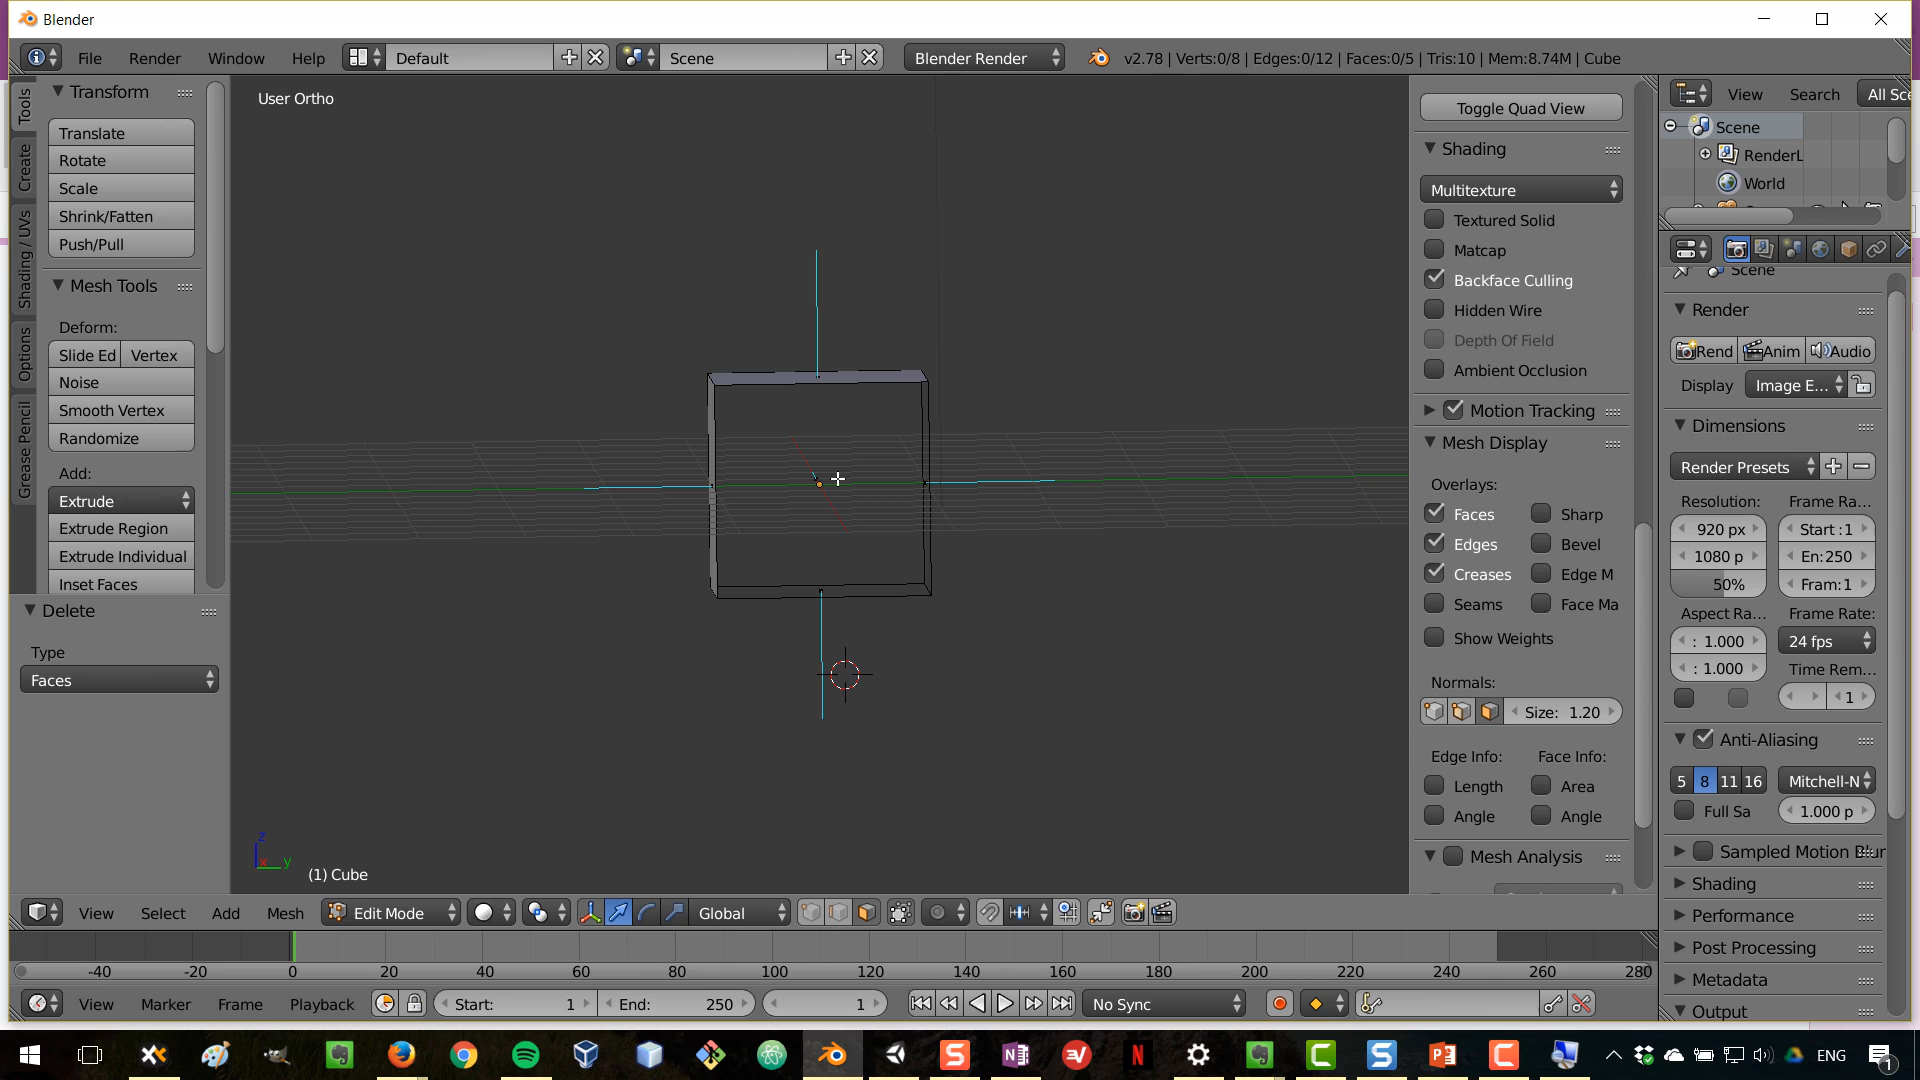 Blender
File Render Window Help Default Scene Blender Render v2.78 | Verts:0/8 | Edges:0/12 | Faces:0/5 | Tris:10 | Mem:8.74M | Cube
Tools
Create
Shading / UVs
Options
Grease Pencil
Transform
Translate
Rotate
Scale
Shrink/Fatten
Push/Pull
Mesh Tools
Deform:
Slide Ed Vertex
Noise
Smooth Vertex
Randomize
Add:
Extrude
Extrude Region
Extrude Individual
Inset Faces
Delete
Type
Faces
User Ortho
z
x y
(1) Cube
Toggle Quad View
Shading
Multitexture
Textured Solid
Matcap
Backface Culling
Hidden Wire
Depth Of Field
Ambient Occlusion
Motion Tracking
Mesh Display
Overlays:
Faces Sharp
Edges Bevel
Creases Edge M
Seams Face Ma
Show Weights
Normals:
Size: 1.20
Edge Info: Face Info:
Length Area
Angle Angle
Mesh Analysis
View Search All Sce
Scene
RenderL
World
Scene
Render
Rend Anim Audio
Display Image E...
Dimensions
Render Presets
Resolution: Frame Ra...
920 px Start :1
1080 p En:250
50% Fram:1
Aspect Ra... Frame Rate:
: 1.000 24 fps
: 1.000 Time Rem...
1
Anti-Aliasing
5 8 11 16 Mitchell-N
Full Sa 1.000 p
Sampled Motion Blur
Shading
Performance
Post Processing
Metadata
Output
View Select Add Mesh Edit Mode Global
-40 -20 0 20 40 60 80 100 120 140 160 180 200 220 240 260 280
View Marker Frame Playback Start: 1 End: 250 1 No Sync
ENG 1